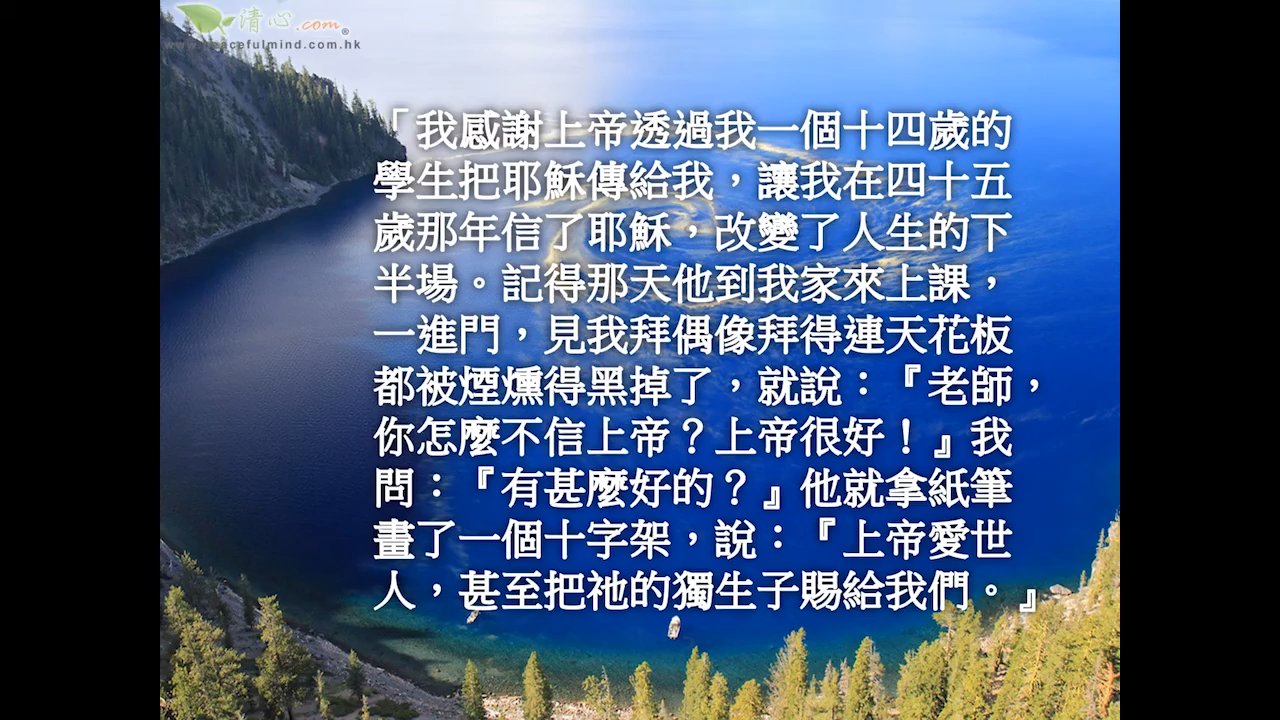 清心.com®
www.peacefulmind.com.hk
「我感謝上帝透過我一個十四歲的
學生把耶穌傳給我，讓我在四十五
歲那年信了耶穌，改變了人生的下
半場。記得那天他到我家來上課，
一進門，見我拜偶像拜得連天花板
都被煙燻得黑掉了，就說：『老師，
你怎麼不信上帝？上帝很好！』我
問：『有甚麼好的？』他就拿紙筆
畫了一個十字架，說：『上帝愛世
人，甚至把祂的獨生子賜給我們。』